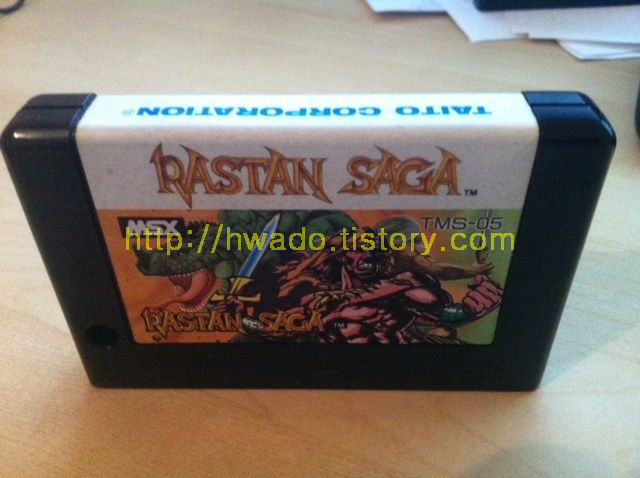 TAITO CORPORATION®
RASTAN SAGA™
MSX
TMS-05
http://hwado.tistory.com
RASTAN SAGA™